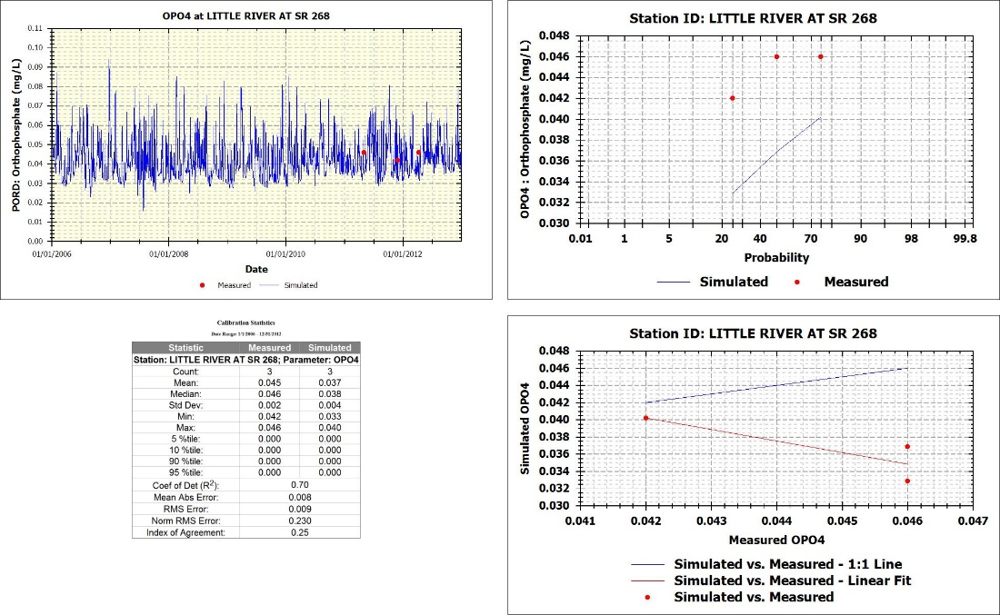 OPO4 at LITTLE RIVER AT SR 268
PORD: Orthophosphate (mg/L)
0.11
0.10
0.09
0.08
0.07
0.06
0.05
0.04
0.03
0.02
0.01
0.00
01/01/2006 01/01/2008 01/01/2010 01/01/2012
Date
Measured Simulated
Station ID: LITTLE RIVER AT SR 268
OPO4 : Orthophosphate (mg/L)
0.048
0.046
0.044
0.042
0.040
0.038
0.036
0.034
0.032
0.030
0.01 1 5 20 40 70 90 98 99.8
Probability
Simulated Measured
Calibration Statistics
Date Range: 1/1/2006 - 12/31/2012
Statistic Measured Simulated
Station: LITTLE RIVER AT SR 268; Parameter: OPO4
Count: 3 3
Mean: 0.045 0.037
Median: 0.046 0.038
Std Dev: 0.002 0.004
Min: 0.042 0.033
Max: 0.046 0.040
5 %tile: 0.000 0.000
10 %tile: 0.000 0.000
90 %tile: 0.000 0.000
95 %tile: 0.000 0.000
Coef of Det (R²): 0.70
Mean Abs Error: 0.008
RMS Error: 0.009
Norm RMS Error: 0.230
Index of Agreement: 0.25
Station ID: LITTLE RIVER AT SR 268
Simulated OPO4
0.048
0.046
0.044
0.042
0.040
0.038
0.036
0.034
0.032
0.030
0.041 0.042 0.043 0.044 0.045 0.046 0.047
Measured OPO4
Simulated vs. Measured - 1:1 Line
Simulated vs. Measured - Linear Fit
Simulated vs. Measured